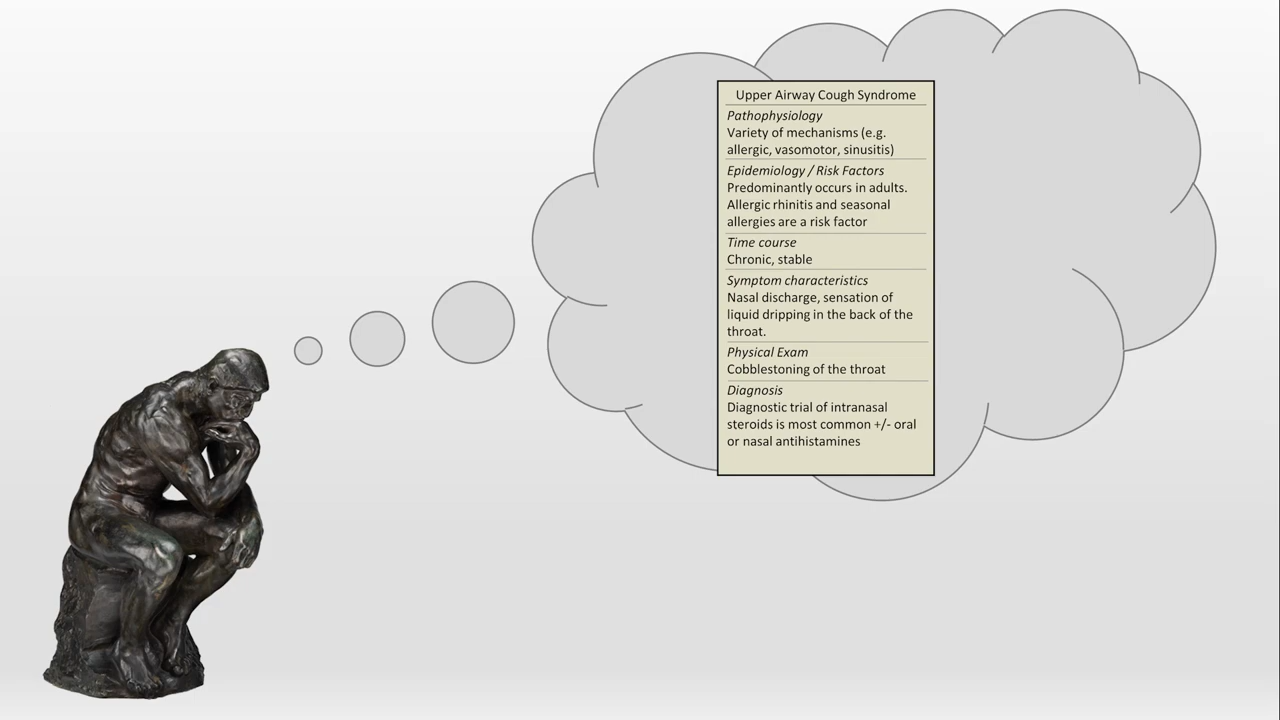 Upper Airway Cough Syndrome
Pathophysiology
Variety of mechanisms (e.g.
allergic, vasomotor, sinusitis)
Epidemiology / Risk Factors
Predominantly occurs in adults.
Allergic rhinitis and seasonal
allergies are a risk factor
Time course
Chronic, stable
Symptom characteristics
Nasal discharge, sensation of
liquid dripping in the back of the
throat.
Physical Exam
Cobblestoning of the throat
Diagnosis
Diagnostic trial of intranasal
steroids is most common +/- oral
or nasal antihistamines